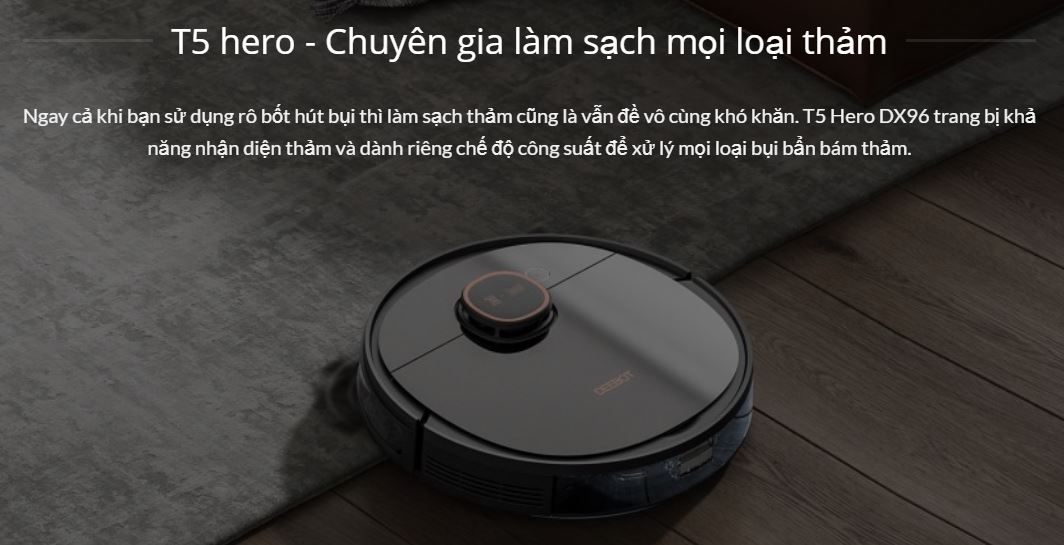 T5 hero - Chuyên gia làm sạch mọi loại thảm
Ngay cả khi bạn sử dụng rô bốt hút bụi thì làm sạch thảm cũng là vẫn đề vô cùng khó khăn. T5 Hero DX96 trang bị khả
năng nhận diện thảm và dành riêng chế độ công suất để xử lý mọi loại bụi bẩn bám thảm.
DEEBOT